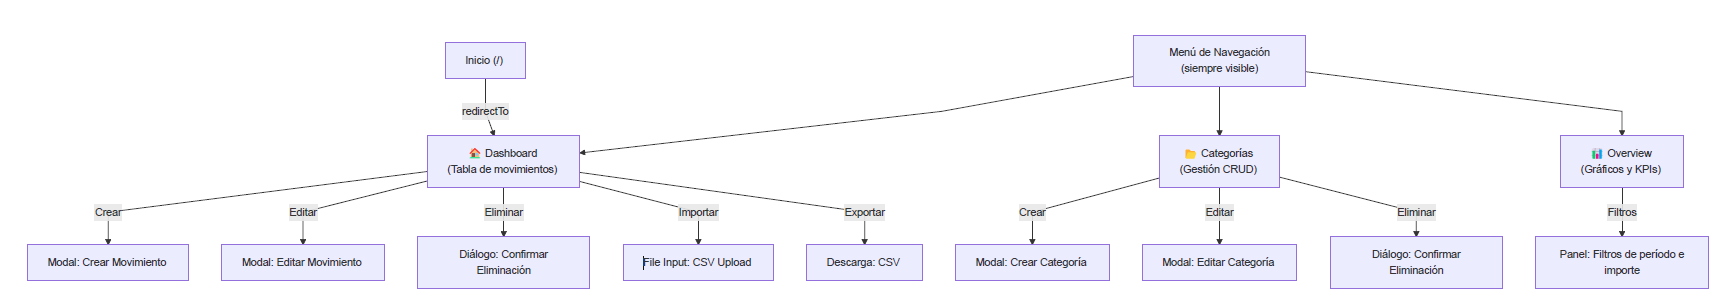 Inicio (/)
Menú de Navegación
(siempre visible)
redirectTo
🏠 Dashboard
(Tabla de movimientos)
📁 Categorías
(Gestión CRUD)
📊 Overview
(Gráficos y KPIs)
Crear
Editar
Eliminar
Importar
Exportar
Crear
Editar
Eliminar
Filtros
Modal: Crear Movimiento
Modal: Editar Movimiento
Diálogo: Confirmar
Eliminación
File Input: CSV Upload
Descarga: CSV
Modal: Crear Categoría
Modal: Editar Categoría
Diálogo: Confirmar
Eliminación
Panel: Filtros de período e
importe